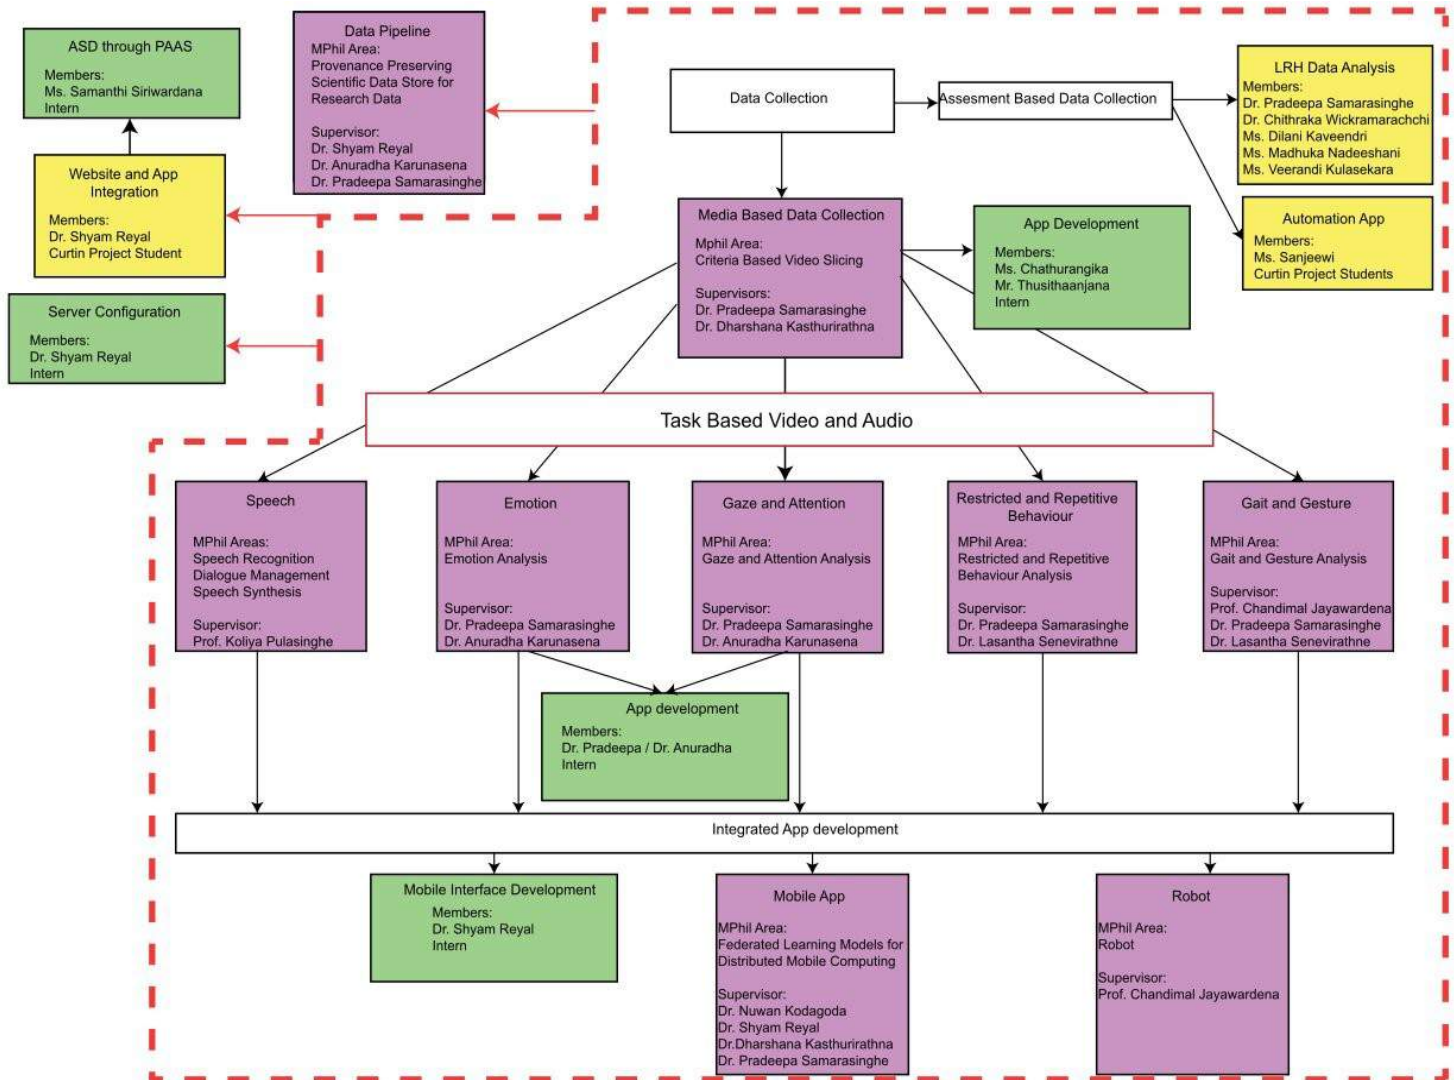 ASD through PAAS
Members:
Ms. Samanthi Siriwardana
Intern
Website and App
Integration
Members:
Dr. Shyam Reyal
Curtin Project Student
Server Configuration
Members:
Dr. Shyam Reyal
Intern
Data Pipeline
MPhil Area:
Provenance Preserving
Scientific Data Store for
Research Data
Supervisor:
Dr. Shyam Reyal
Dr. Anuradha Karunasena
Dr. Pradeepa Samarasinghe
Data Collection
Assesment Based Data Collection
LRH Data Analysis
Members:
Dr. Pradeepa Samarasinghe
Dr. Chithraka Wickramarachchi
Ms. Dilani Kaveendri
Ms. Madhuka Nadeeshani
Ms. Veerandi Kulasekara
Automation App
Members:
Ms. Sanjeewi
Curtin Project Students
Media Based Data Collection
Mphil Area:
Criteria Based Video Slicing
Supervisors:
Dr. Pradeepa Samarasinghe
Dr. Dharshana Kasthurirathna
App Development
Members:
Ms. Chathurangika
Mr. Thusithaanjana
Intern
Task Based Video and Audio
Speech
MPhil Areas:
Speech Recognition
Dialogue Management
Speech Synthesis
Supervisor:
Prof. Koliya Pulasinghe
Emotion
MPhil Area:
Emotion Analysis
Supervisor:
Dr. Pradeepa Samarasinghe
Dr. Anuradha Karunasena
Gaze and Attention
MPhil Area:
Gaze and Attention Analysis
Supervisor:
Dr. Pradeepa Samarasinghe
Dr. Anuradha Karunasena
Restricted and Repetitive
Behaviour
MPhil Area:
Restricted and Repetitive
Behaviour Analysis
Supervisor:
Dr. Pradeepa Samarasinghe
Dr. Lasantha Senevirathne
Gait and Gesture
MPhil Area:
Gait and Gesture Analysis
Supervisor:
Prof. Chandimal Jayawardena
Dr. Pradeepa Samarasinghe
Dr. Lasantha Senevirathne
App development
Members:
Dr. Pradeepa / Dr. Anuradha
Intern
Integrated App development
Mobile Interface Development
Members:
Dr. Shyam Reyal
Intern
Mobile App
MPhil Area:
Federated Learning Models for
Distributed Mobile Computing
Supervisor:
Dr. Nuwan Kodagoda
Dr. Shyam Reyal
Dr.Dharshana Kasthurirathna
Dr. Pradeepa Samarasinghe
Robot
MPhil Area:
Robot
Supervisor:
Prof. Chandimal Jayawardena